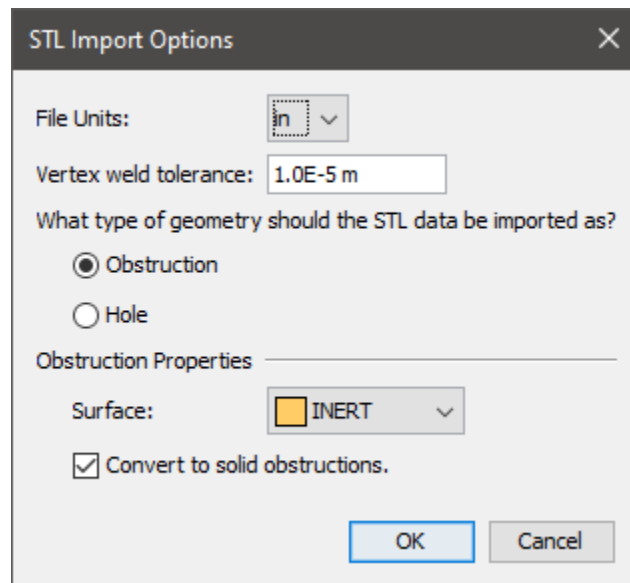 STL Import Options
File Units: in
Vertex weld tolerance: 1.0E-5 m
What type of geometry should the STL data be imported as?
Obstruction
Hole
Obstruction Properties
Surface: INERT
Convert to solid obstructions.
OK Cancel